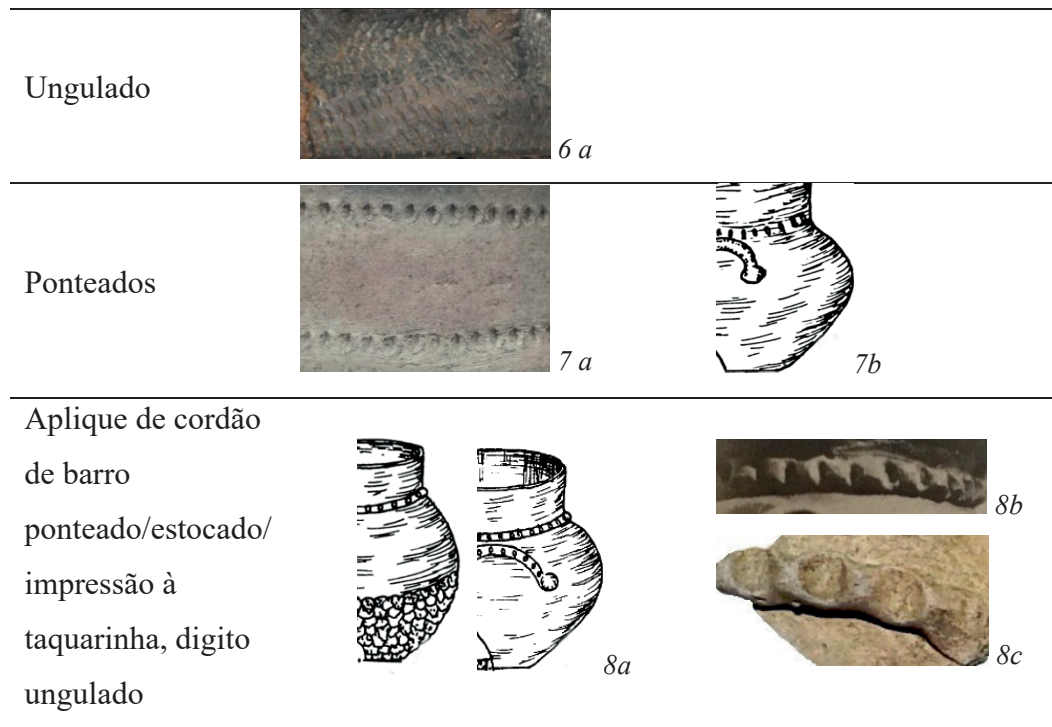 Ungulado
6 a
Ponteados
7 a
7b
Aplique de cordão
de barro
ponteado/estocado/
impressão à
taquarinha, digito
ungulado
8a
8b
8c